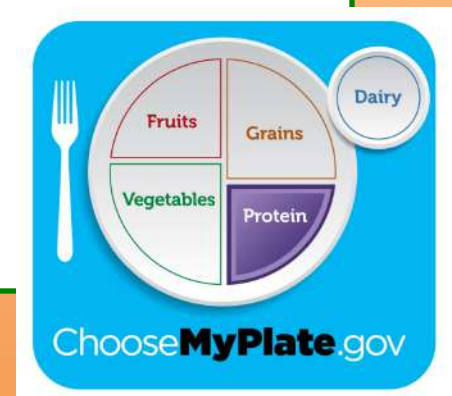 Fruits
Grains
Dairy
Vegetables
Protein
ChooseMyPlate.gov